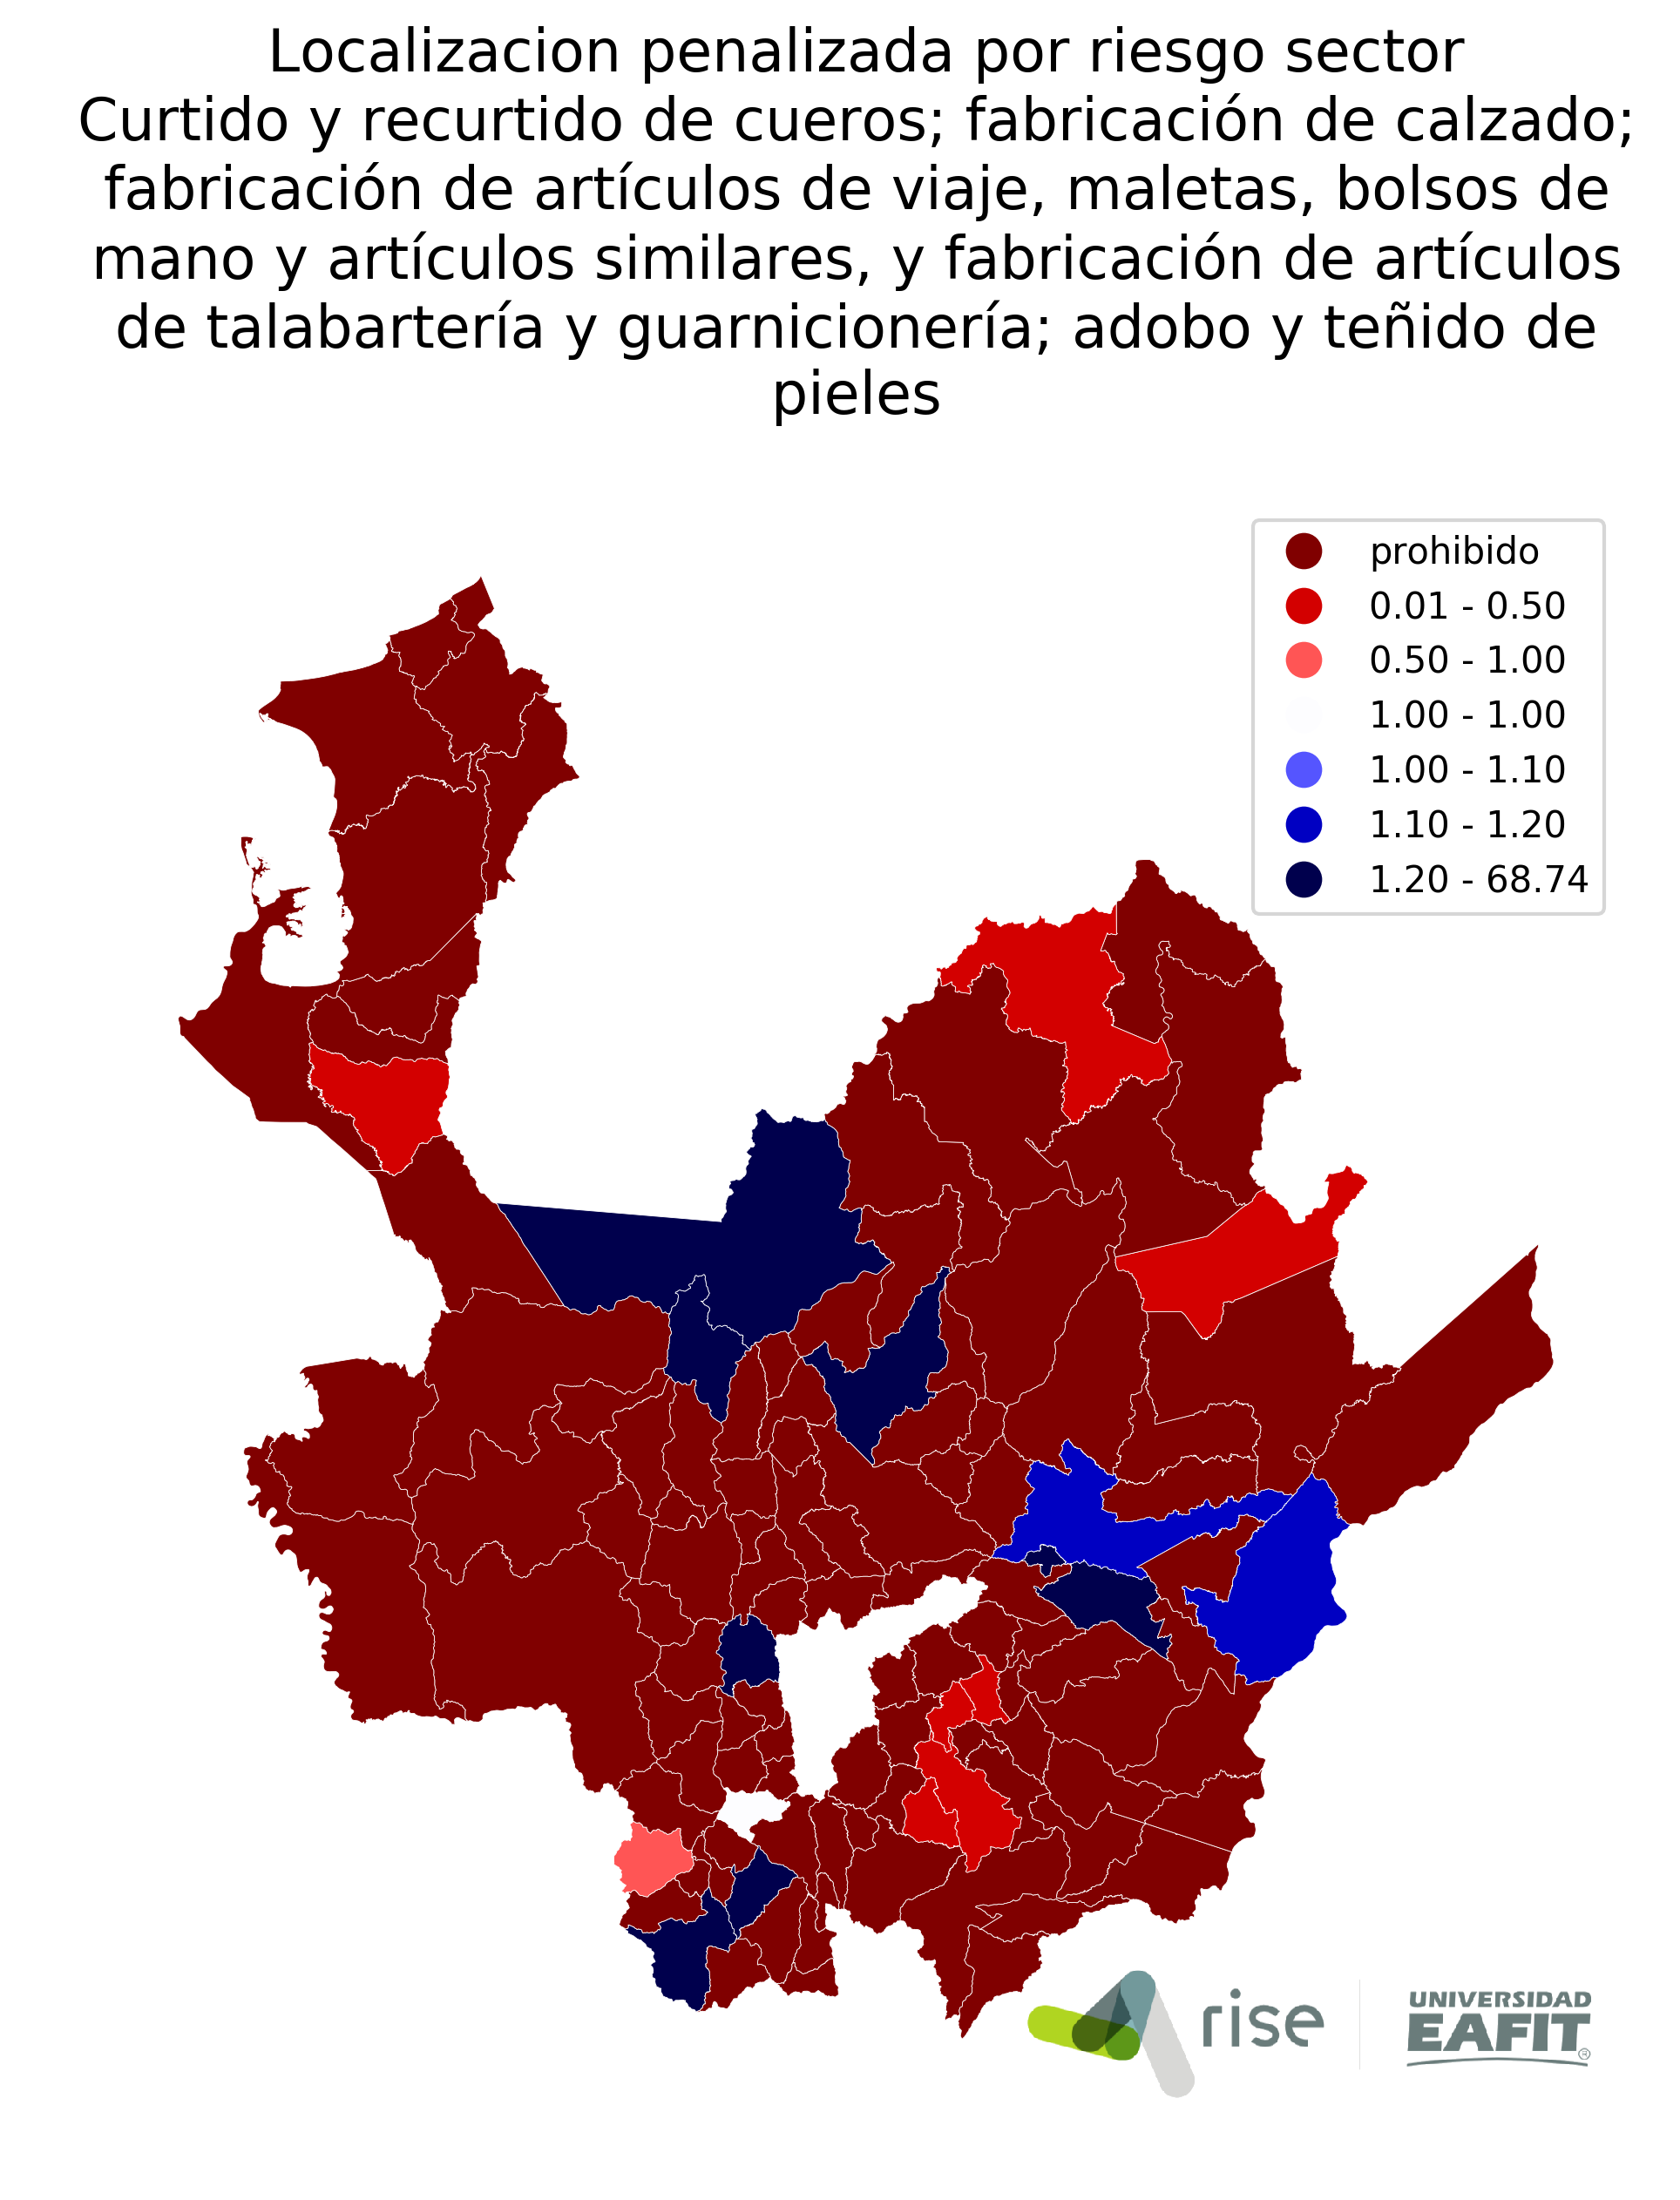 Localizacion penalizada por riesgo sector
Curtido y recurtido de cueros; fabricación de calzado;
fabricación de artículos de viaje, maletas, bolsos de
mano y artículos similares, y fabricación de artículos
de talabartería y guarnicionería; adobo y teñido de
pieles
prohibido
0.01 - 0.50
0.50 - 1.00
1.00 - 1.00
1.00 - 1.10
1.10 - 1.20
1.20 - 68.74
rise
UNIVERSIDAD
EAFIT®